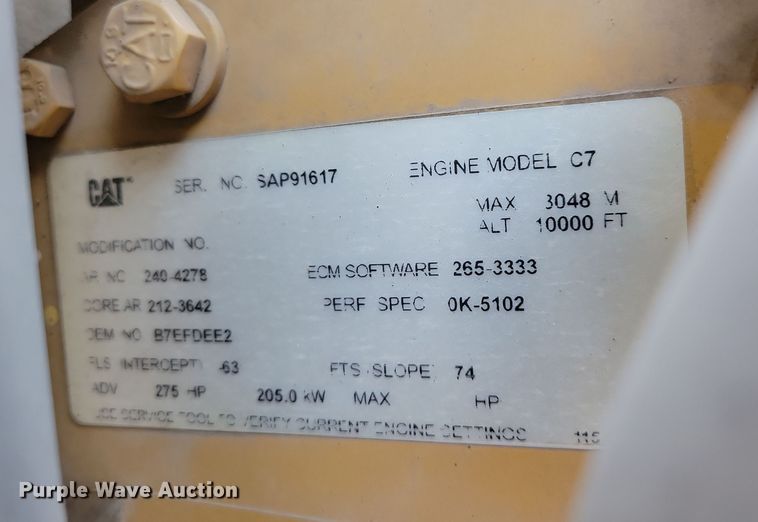 CAT
SER. NO. SAP91617
ENGINE MODEL C7
MAX 3048 M
ALT 10000 FT
MODIFICATION NO.
AR NO 240-4278
ECM SOFTWARE 265-3333
CORE AR 212-3642
PERF SPEC 0K-5102
OEM NO B7EFDEE2
FLS (INTERCEPT) -63
FTS (SLOPE) 74
ADV 275 HP 205.0 kW MAX HP
USE SERVICE TOOL TO VERIFY CURRENT ENGINE SETTINGS
Purple Wave Auction